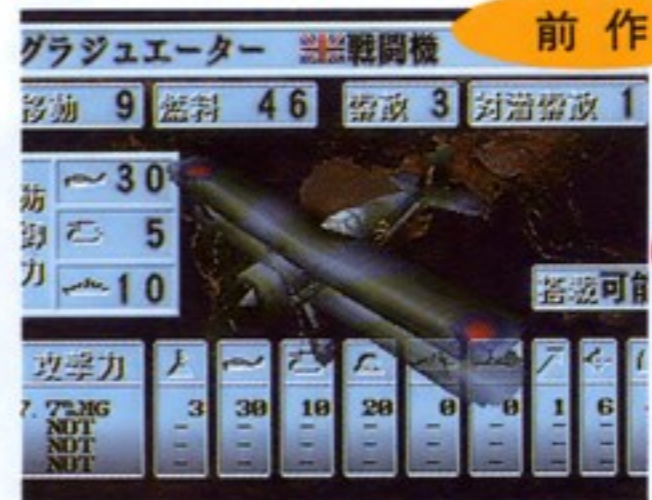 前作
グラジュエーター 戦闘機
移動 9 燃料 46 索敵 3 対潜索敵 1
防御力
30
5
10
搭載可能
攻撃力
7.7㎜MG 3 30 10 20 0 0 1 6
NOT - - - - - - - -
NOT - - - - - - - -
NOT - - - - - - - -